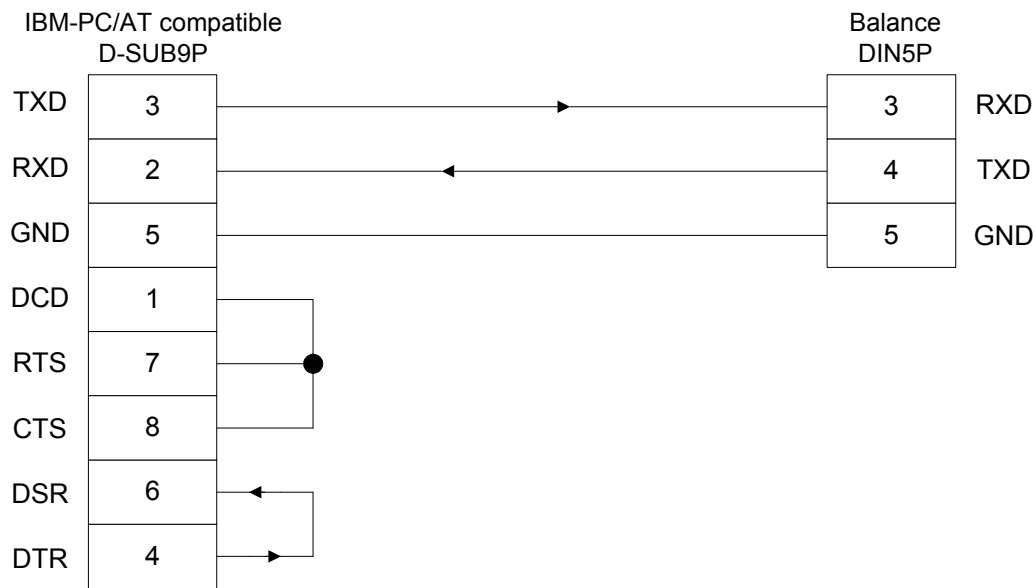 IBM-PC/AT compatible
D-SUB9P
Balance
DIN5P
TXD 3 3 RXD
RXD 2 4 TXD
GND 5 5 GND
DCD 1
RTS 7
CTS 8
DSR 6
DTR 4